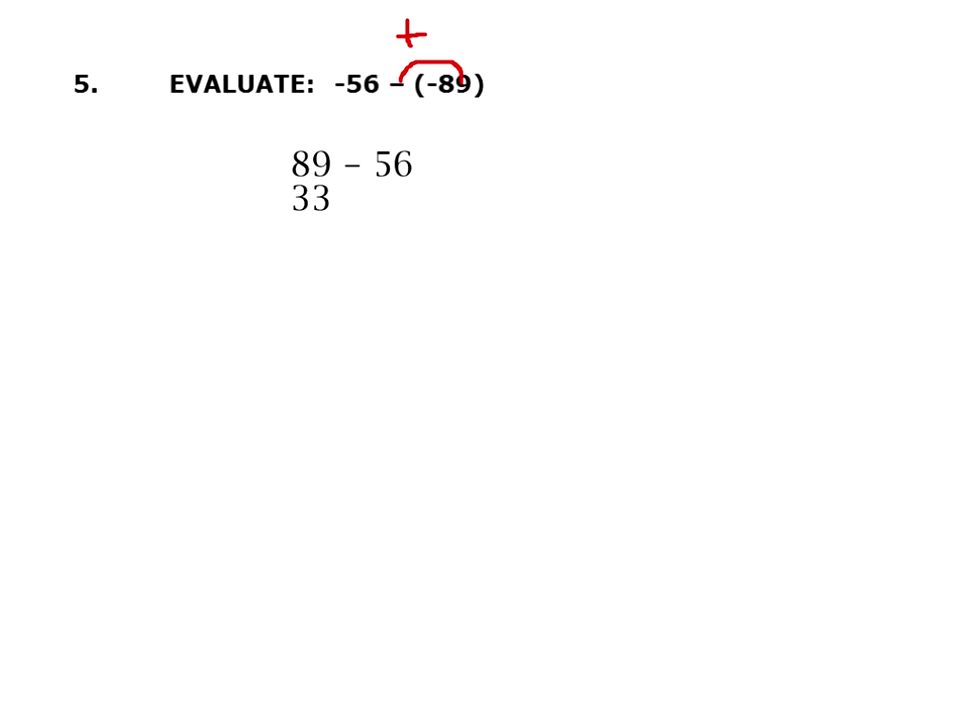 +
5. EVALUATE: -56 – (-89)
89 – 56
33